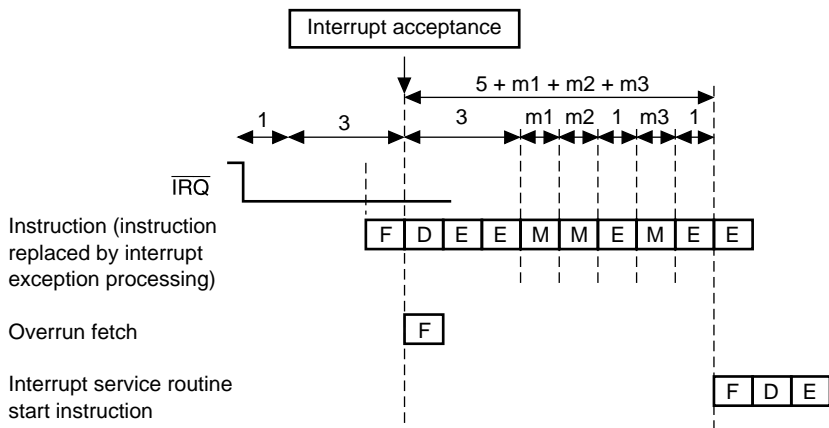 Interrupt acceptance
5 + m1 + m2 + m3
1 3 3 m1 m2 1 m3 1
IRQ
Instruction (instruction
replaced by interrupt
exception processing)
F D E E M M E M E E
Overrun fetch
F
Interrupt service routine
start instruction
F D E